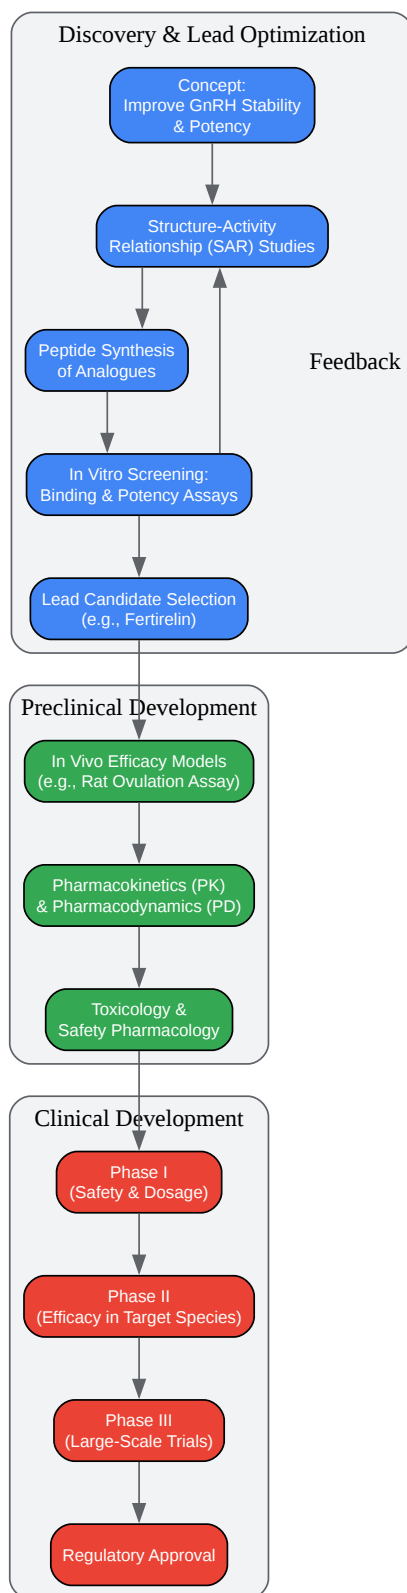 Discovery & Lead Optimization
Concept:
Improve GnRH Stability
& Potency
Structure-Activity
Relationship (SAR) Studies
Peptide Synthesis
of Analogues
Feedback
In Vitro Screening:
Binding & Potency Assays
Lead Candidate Selection
(e.g., Fertirelin)
Preclinical Development
In Vivo Efficacy Models
(e.g., Rat Ovulation Assay)
Pharmacokinetics (PK)
& Pharmacodynamics (PD)
Toxicology &
Safety Pharmacology
Clinical Development
Phase I
(Safety & Dosage)
Phase II
(Efficacy in Target Species)
Phase III
(Large-Scale Trials)
Regulatory Approval